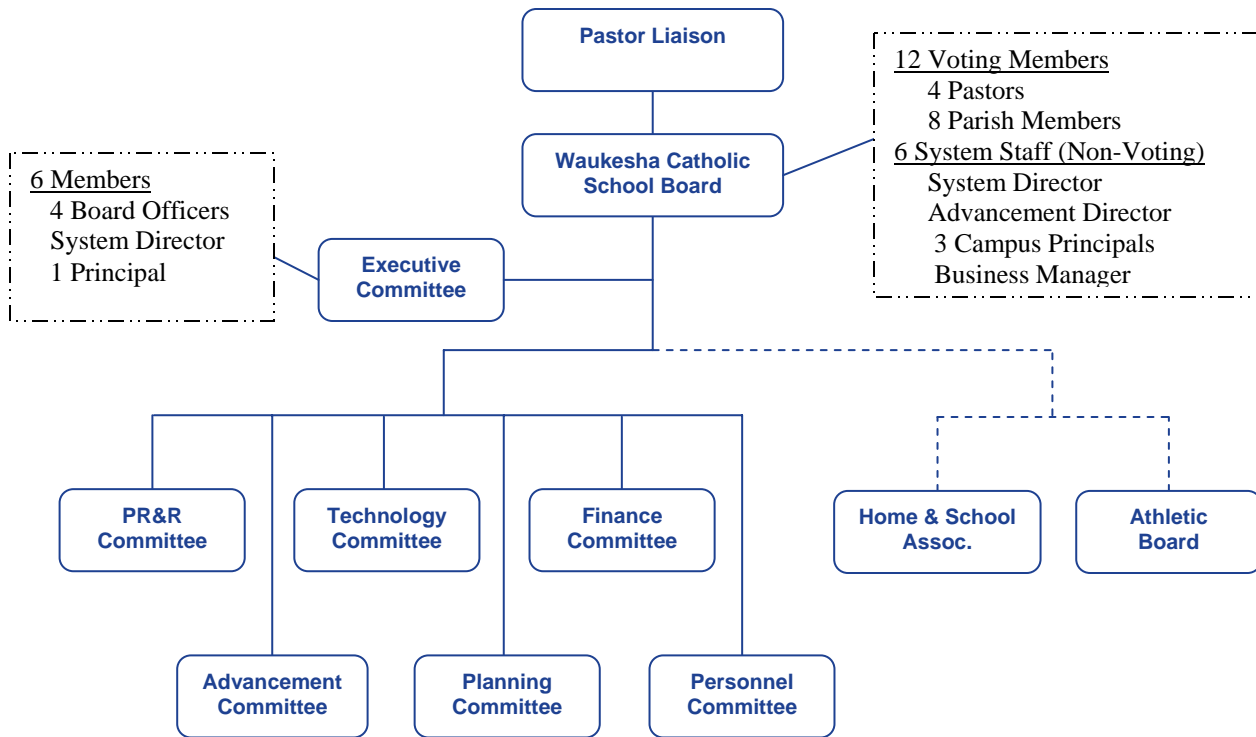 Pastor Liaison
12 Voting Members
4 Pastors
8 Parish Members
6 System Staff (Non-Voting)
System Director
Advancement Director
3 Campus Principals
Business Manager
Waukesha Catholic
School Board
6 Members
4 Board Officers
System Director
1 Principal
Executive
Committee
PR&R
Committee
Technology
Committee
Finance
Committee
Home & School
Assoc.
Athletic
Board
Advancement
Committee
Planning
Committee
Personnel
Committee